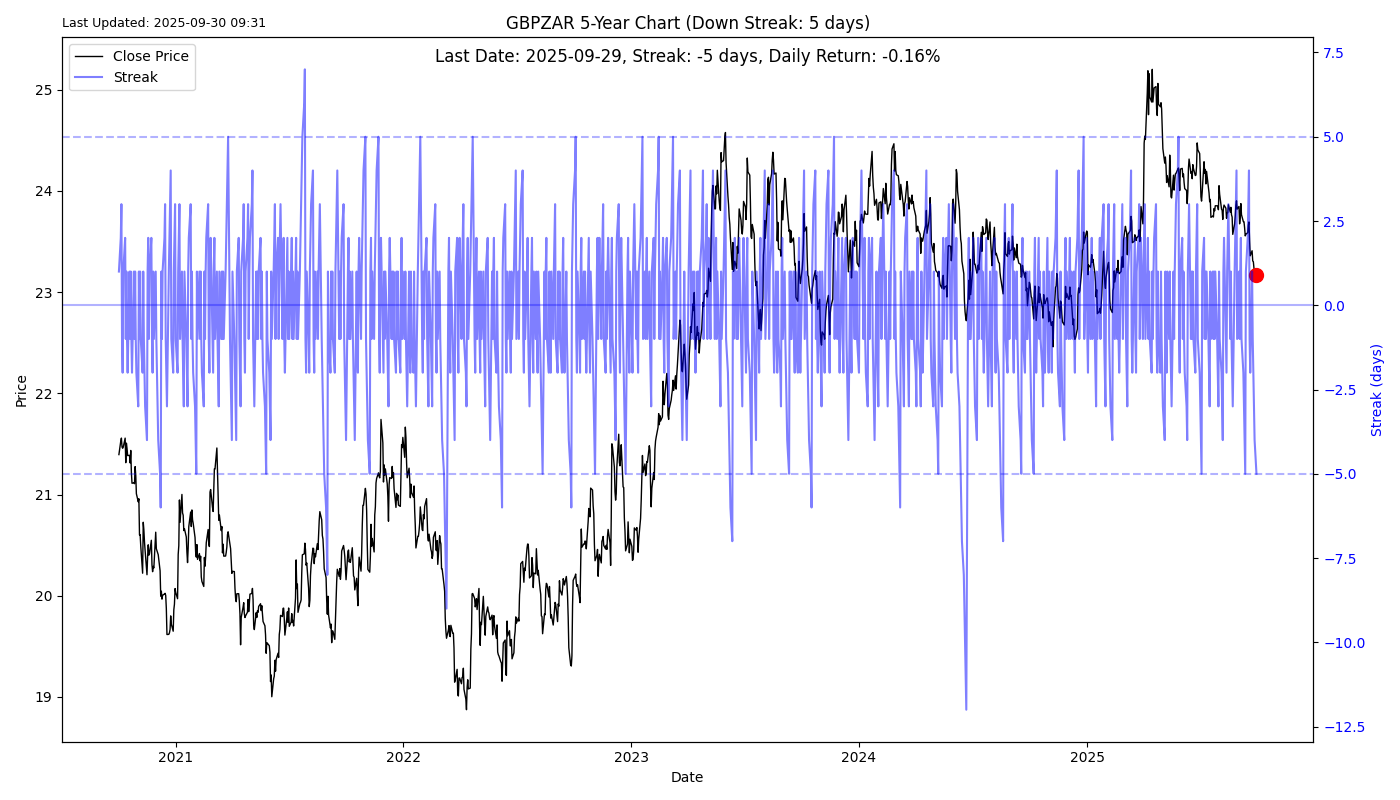 Last Updated: 2025-09-30 09:31
GBPZAR 5-Year Chart (Down Streak: 5 days)
Last Date: 2025-09-29, Streak: -5 days, Daily Return: -0.16%
Close Price
Streak
Price
25
24
23
22
21
20
19
7.5
5.0
2.5
0.0
−2.5
−5.0
−7.5
−10.0
−12.5
Streak (days)
2021
2022
2023
2024
2025
Date